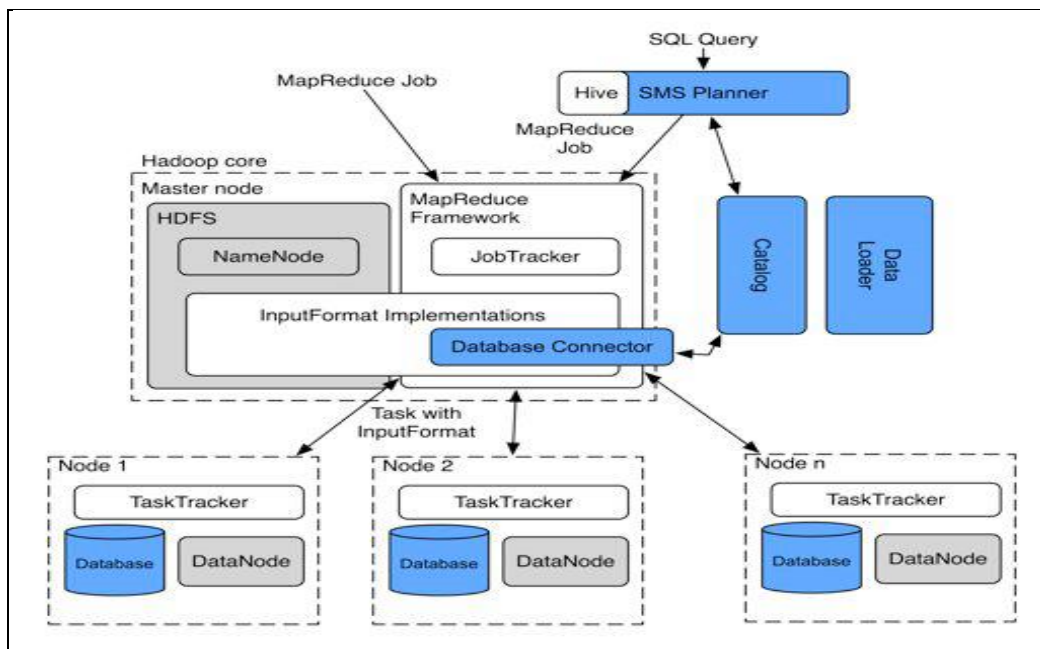 SQL Query
MapReduce Job
Hive
SMS Planner
MapReduce
Job
Hadoop core
Master node
HDFS
MapReduce
Framework
NameNode
JobTracker
Catalog
Data
Loader
InputFormat Implementations
Database Connector
Task with
InputFormat
Node 1
TaskTracker
Database
DataNode
Node 2
TaskTracker
Database
DataNode
Node n
TaskTracker
Database
DataNode